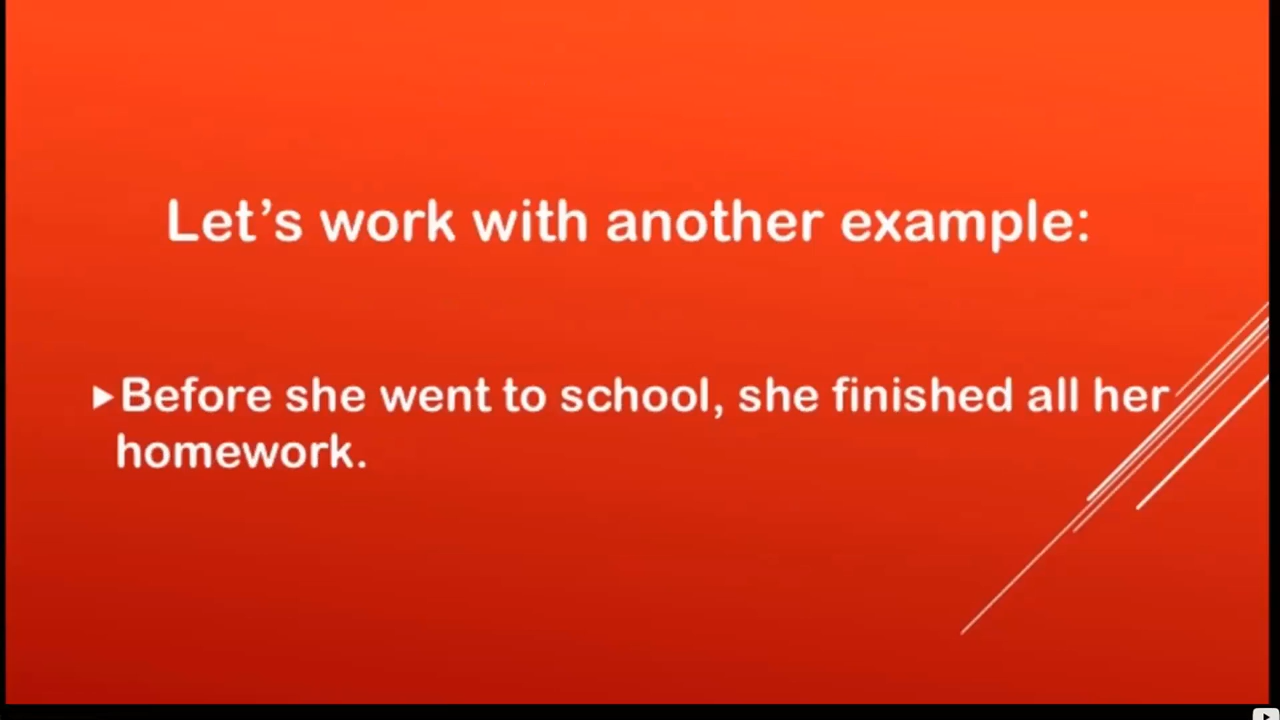 Let’s work with another example:
▸Before she went to school, she finished all her
homework.